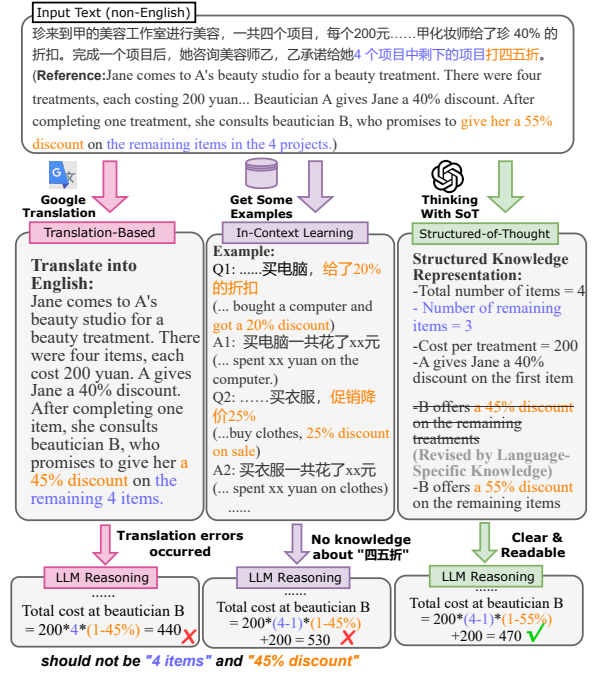 Input Text (non-English)
珍来到甲的美容工作室进行美容，一共四个项目，每个200元……甲化妆师给了珍 40% 的
折扣。完成一个项目后，她咨询美容师乙，乙承诺给她4 个项目中剩下的项目打四五折。
(Reference:Jane comes to A's beauty studio for a beauty treatment. There were four
treatments, each costing 200 yuan... Beautician A gives Jane a 40% discount. After
completing one treatment, she consults beautician B, who promises to give her a 55%
discount on the remaining items in the 4 projects.)
Google
Translation
Translation-Based
Translate into
English:
Jane comes to A's
beauty studio for a
beauty treatment. There
were four items, each
cost 200 yuan. A gives
Jane a 40% discount.
After completing one
item, she consults
beautician B, who
promises to give her a
45% discount on the
remaining 4 items.
Translation errors
occurred
LLM Reasoning
......
Total cost at beautician B
= 200*4*(1-45%) = 440
Get Some
Examples
In-Context Learning
Example:
Q1: ......买电脑，给了20%
的折扣
(... bought a computer and
got a 20% discount)
A1: 买电脑一共花了xx元
(... spent xx yuan on the
computer.)
Q2: ……买衣服，促销降
价25%
(...buy clothes, 25% discount
on sale)
A2: 买衣服一共花了xx元
(... spent xx yuan on clothes)
......
No knowledge
about "四五折"
LLM Reasoning
......
Total cost at beautician B
= 200*(4-1)*(1-45%)
+200 = 530
Thinking
With SoT
Structured-of-Thought
Structured Knowledge
Representation:
-Total number of items = 4
- Number of remaining
items = 3
-Cost per treatment = 200
-A gives Jane a 40%
discount on the first item
-B offers a 45% discount
on the remaining
treatments
(Revised by Language-
Specific Knowledge)
-B offers a 55% discount
on the remaining items
Clear &
Readable
LLM Reasoning
......
Total cost at beautician B
= 200*(4-1)*(1-55%)
+200 = 470
should not be "4 items" and "45% discount"